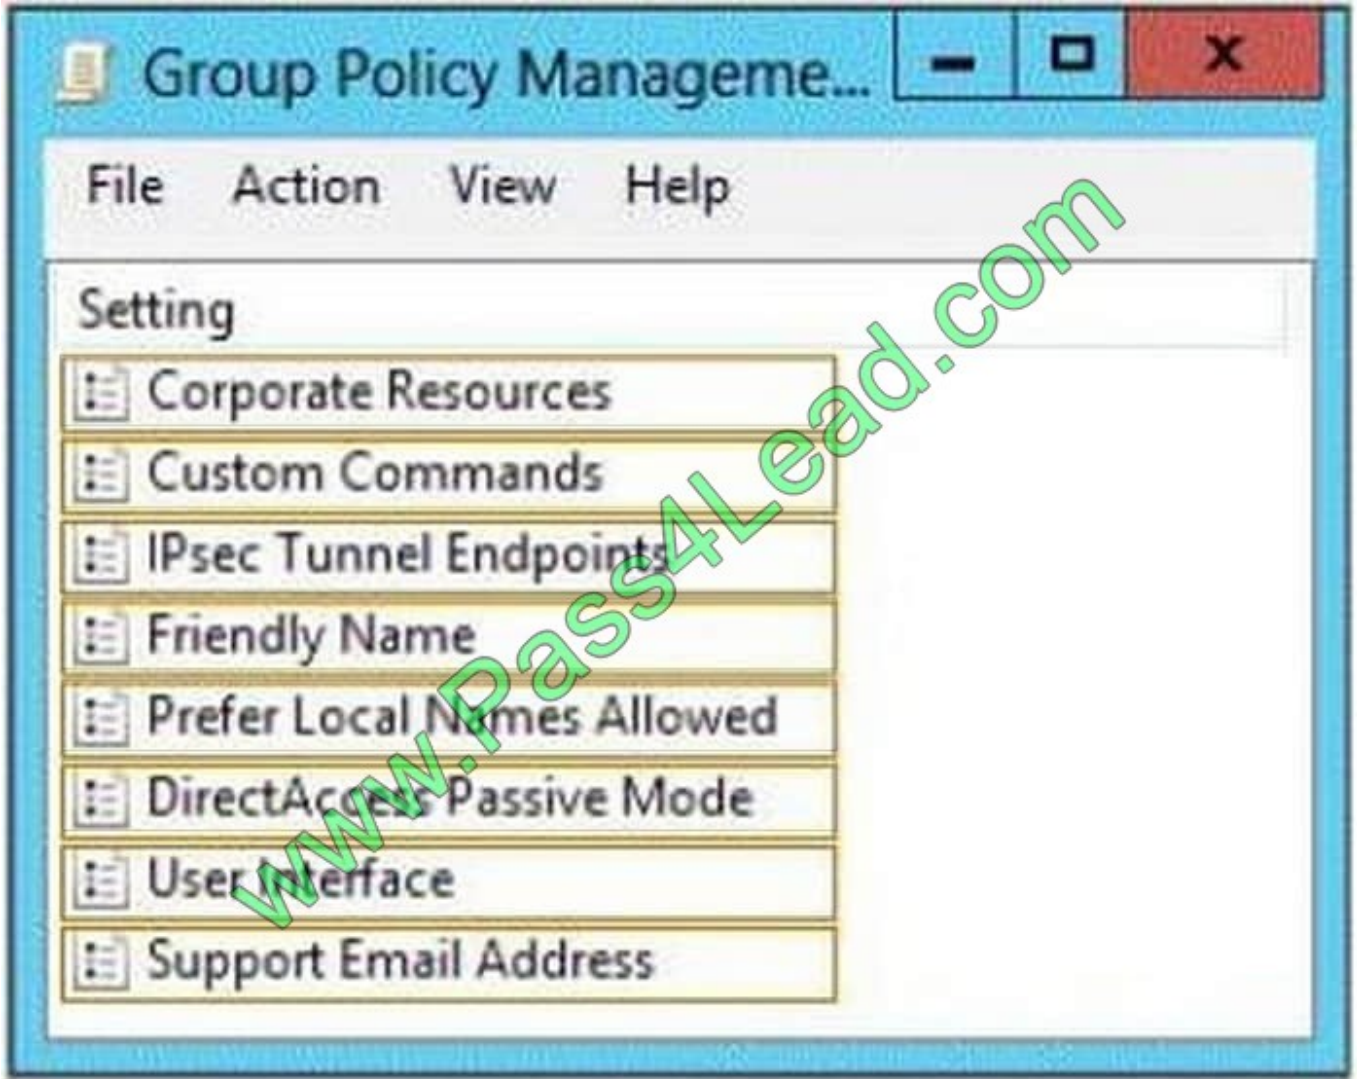 Group Policy Manageme...
File Action View Help
Setting
Corporate Resources
Custom Commands
IPsec Tunnel Endpoints
Friendly Name
Prefer Local Names Allowed
DirectAccess Passive Mode
User Interface
Support Email Address
www.Pass4Lead.com